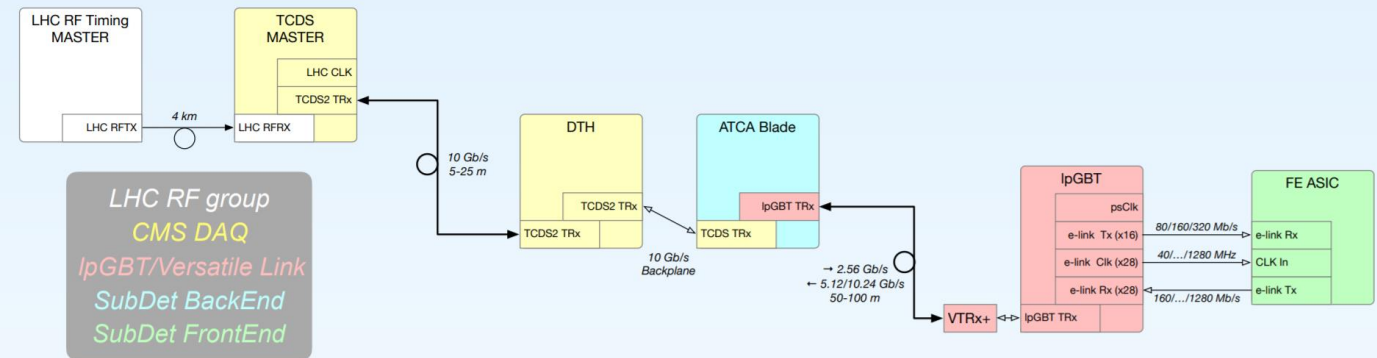 LHC RF Timing
MASTER
LHC RFTX
4 km
TCDS
MASTER
LHC CLK
TCDS2 TRx
LHC RFRX
10 Gb/s
5-25 m
DTH
TCDS2 TRx
TCDS2 TRx
10 Gb/s
Backplane
ATCA Blade
lpGBT TRx
TCDS TRx
→ 2.56 Gb/s
← 5.12/10.24 Gb/s
50-100 m
VTRx+
lpGBT
psClk
e-link Tx (x16)
e-link Clk (x28)
e-link Rx (x28)
lpGBT TRx
80/160/320 Mb/s
40/.../1280 MHz
160/.../1280 Mb/s
FE ASIC
e-link Rx
CLK In
e-link Tx
LHC RF group
CMS DAQ
lpGBT/Versatile Link
SubDet BackEnd
SubDet FrontEnd